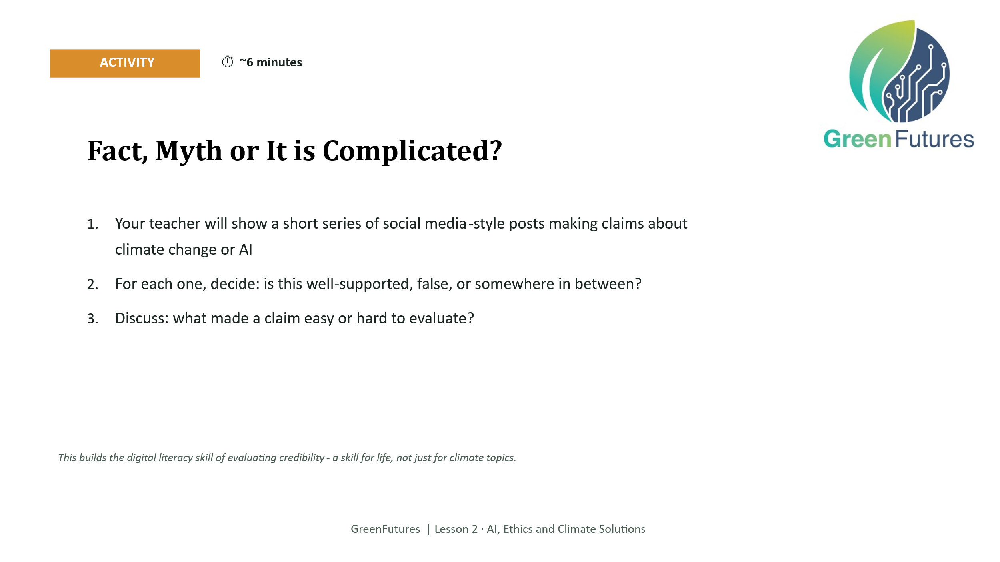 ACTIVITY
⏱ ~6 minutes
Green Futures
Fact, Myth or It is Complicated?
1. Your teacher will show a short series of social media-style posts making claims about
climate change or AI
2. For each one, decide: is this well-supported, false, or somewhere in between?
3. Discuss: what made a claim easy or hard to evaluate?
This builds the digital literacy skill of evaluating credibility - a skill for life, not just for climate topics.
GreenFutures | Lesson 2 · AI, Ethics and Climate Solutions